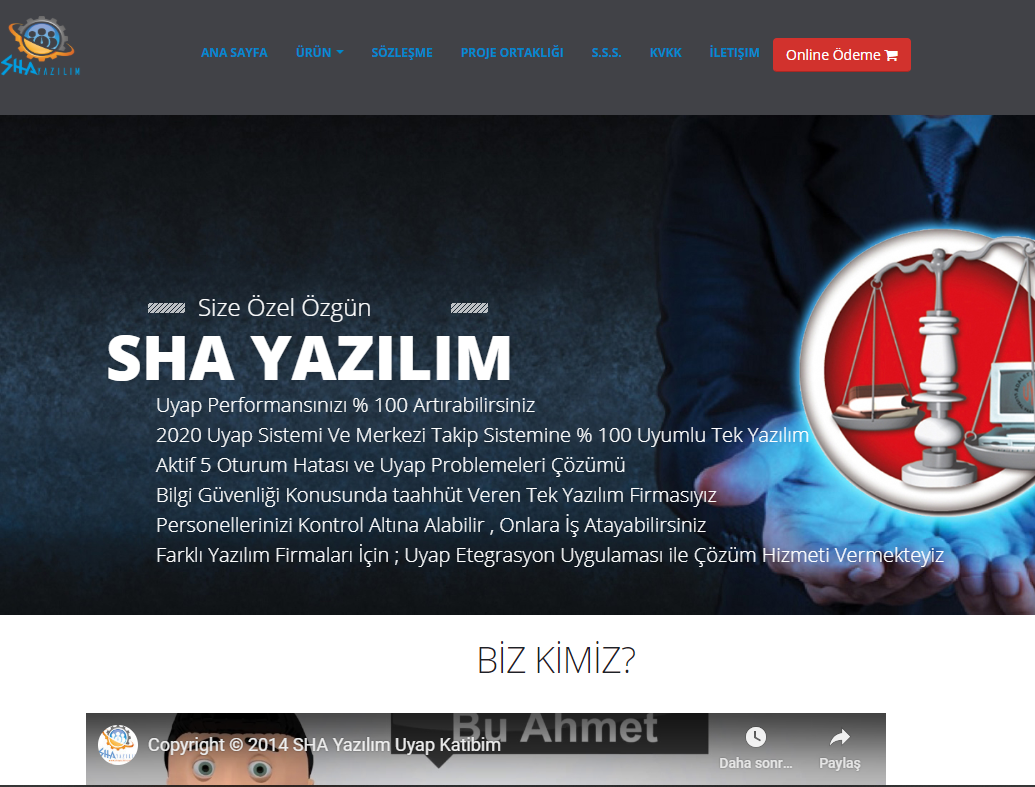 SHA YAZILIM
ANA SAYFA ÜRÜN SÖZLEŞME PROJE ORTAKLIĞI S.S.S. KVKK İLETIŞIM Online Ödeme
Size Özel Özgün
SHA YAZILIM
Uyap Performansınızı % 100 Artırabilirsiniz
2020 Uyap Sistemi Ve Merkezi Takip Sistemine % 100 Uyumlu Tek Yazılım
Aktif 5 Oturum Hatası ve Uyap Problemeleri Çözümü
Bilgi Güvenliği Konusunda taahhüt Veren Tek Yazılım Firmasıyız
Personellerinizi Kontrol Altına Alabilir , Onlara İş Atayabilirsiniz
Farklı Yazılım Firmaları İçin ; Uyap Etegrasyon Uygulaması ile Çözüm Hizmeti Vermekteyiz
BİZ KİMİZ?
Bu Ahmet
Copyright © 2014 SHA Yazılım Uyap Katibim
Daha sonr... Paylaş